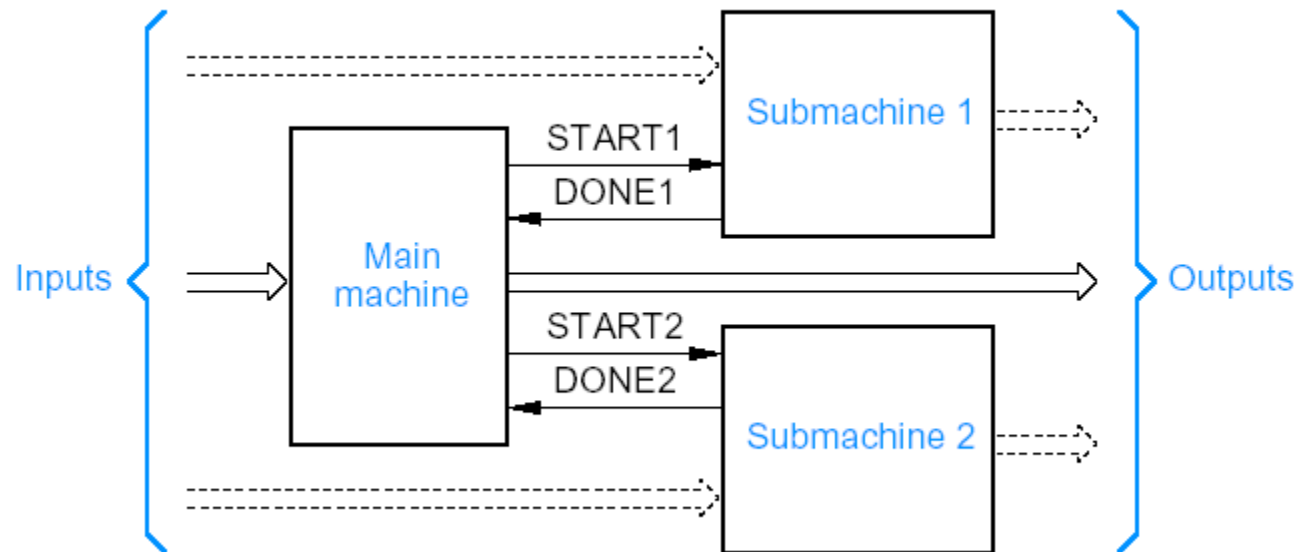 Submachine 1
START1
DONE1
Inputs
Main
machine
Outputs
START2
DONE2
Submachine 2